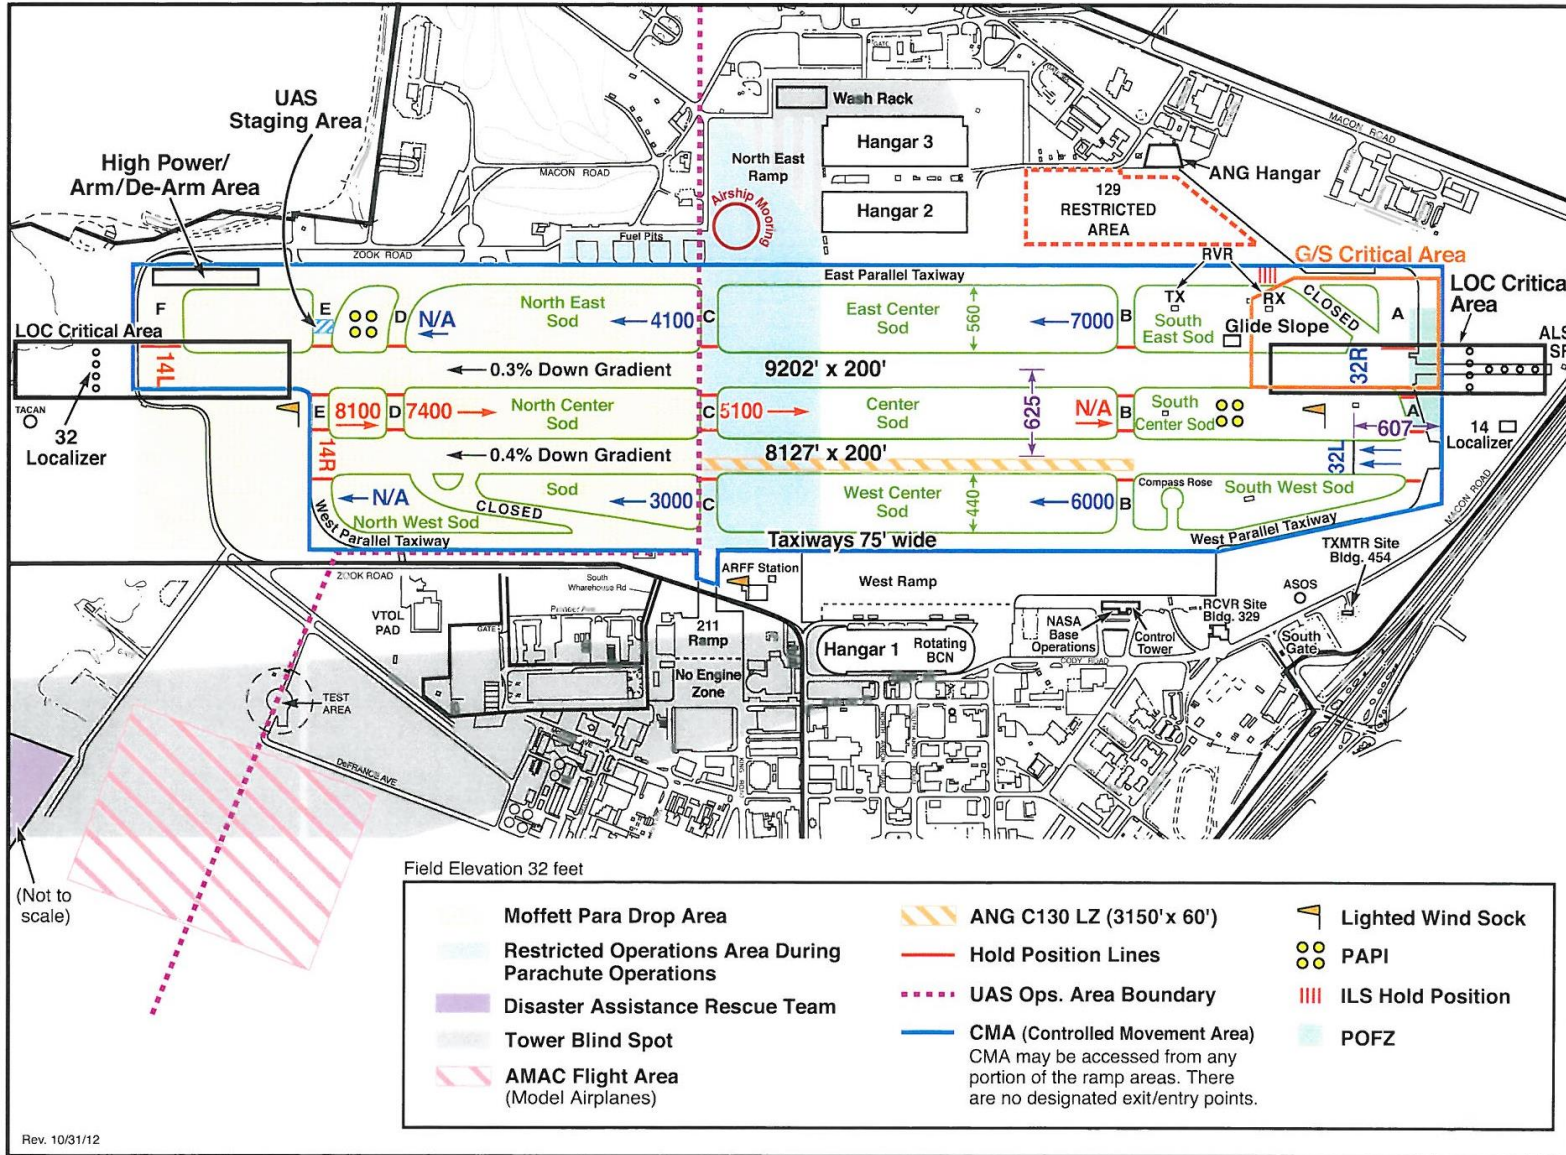 UAS
Staging Area
High Power/
Arm/De-Arm Area
Wash Rack
Hangar 3
North East
Ramp
Airship Mooring
Hangar 2
Fuel Pits
MACON ROAD
ZOOK ROAD
GATE
MACON ROAD
ANG Hangar
129
RESTRICTED
AREA
RVR
G/S Critical Area
LOC Critical
Area
East Parallel Taxiway
F
E
D
N/A
North East
Sod
4100
C
East Center
Sod
560
7000
B
TX
South
East Sod
RX
Glide Slope
CLOSED
A
LOC Critical Area
14L
0.3% Down Gradient
9202' x 200'
32R
TACAN
32
Localizer
E
8100
D
7400
North Center
Sod
C
5100
Center
Sod
625
N/A
B
South
Center Sod
607
A
14
Localizer
14R
0.4% Down Gradient
8127' x 200'
32L
N/A
North West Sod
CLOSED
Sod
3000
C
West Center
Sod
440
6000
B
Compass Rose
South West Sod
West Parallel Taxiway
Taxiways 75' wide
West Parallel Taxiway
MACON ROAD
TXMTR Site
Bldg. 454
ZOOK ROAD
VTOL
PAD
GATE
South
Warehouse Rd
ARFF Station
West Ramp
211
Ramp
No Engine
Zone
Hangar 1
Rotating
BCN
NASA
Base
Operations
Control
Tower
CODY ROAD
RCVR Site
Bldg. 329
ASOS
South
Gate
TEST
AREA
DeFRANCE AVE
(Not to
scale)
Field Elevation 32 feet
Moffett Para Drop Area
Restricted Operations Area During
Parachute Operations
Disaster Assistance Rescue Team
Tower Blind Spot
AMAC Flight Area
(Model Airplanes)
ANG C130 LZ (3150' x 60')
Hold Position Lines
UAS Ops. Area Boundary
CMA (Controlled Movement Area)
CMA may be accessed from any
portion of the ramp areas. There
are no designated exit/entry points.
Lighted Wind Sock
PAPI
ILS Hold Position
POFZ
Rev. 10/31/12